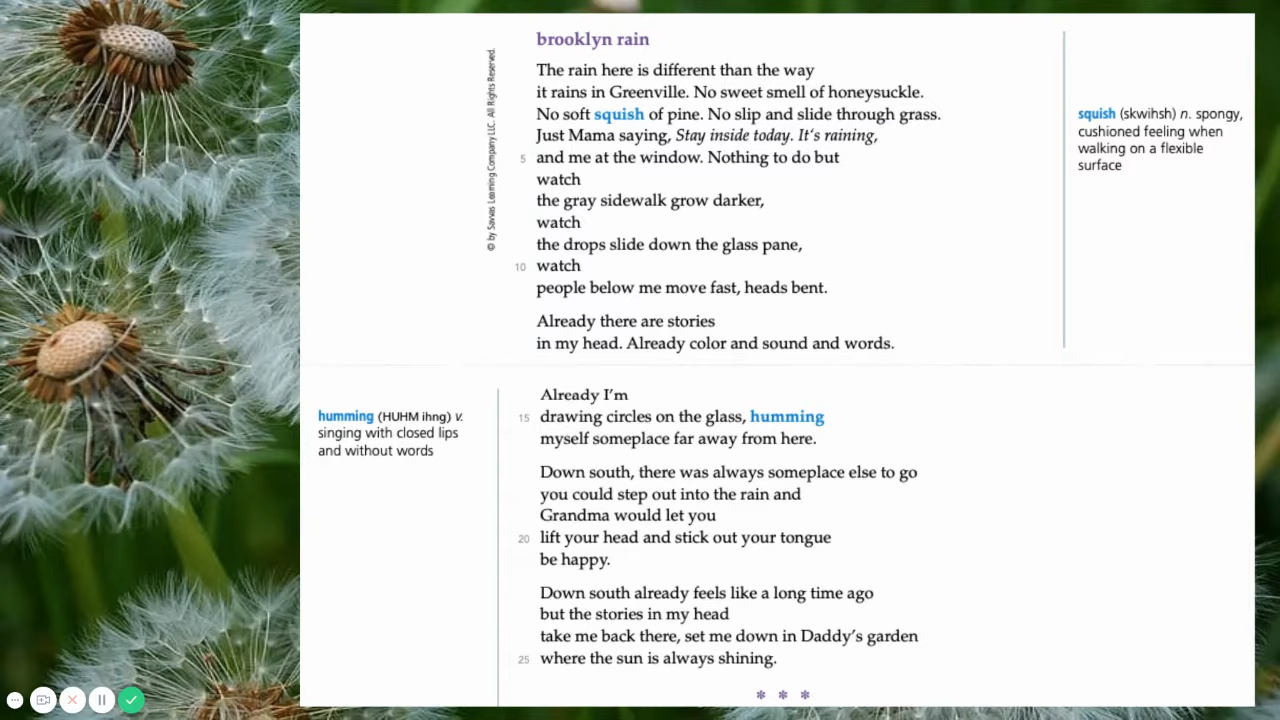 brooklyn rain
The rain here is different than the way
it rains in Greenville. No sweet smell of honeysuckle.
No soft squish of pine. No slip and slide through grass.
Just Mama saying, Stay inside today. It's raining,
5 and me at the window. Nothing to do but
watch
the gray sidewalk grow darker,
watch
the drops slide down the glass pane,
10 watch
people below me move fast, heads bent.
Already there are stories
in my head. Already color and sound and words.
squish (skwihsh) n. spongy,
cushioned feeling when
walking on a flexible
surface
© by Savvas Learning Company LLC. All Rights Reserved.
humming (HUHM ihng) v.
singing with closed lips
and without words
Already I'm
15 drawing circles on the glass, humming
myself someplace far away from here.
Down south, there was always someplace else to go
you could step out into the rain and
Grandma would let you
20 lift your head and stick out your tongue
be happy.
Down south already feels like a long time ago
but the stories in my head
take me back there, set me down in Daddy's garden
25 where the sun is always shining.
* * *